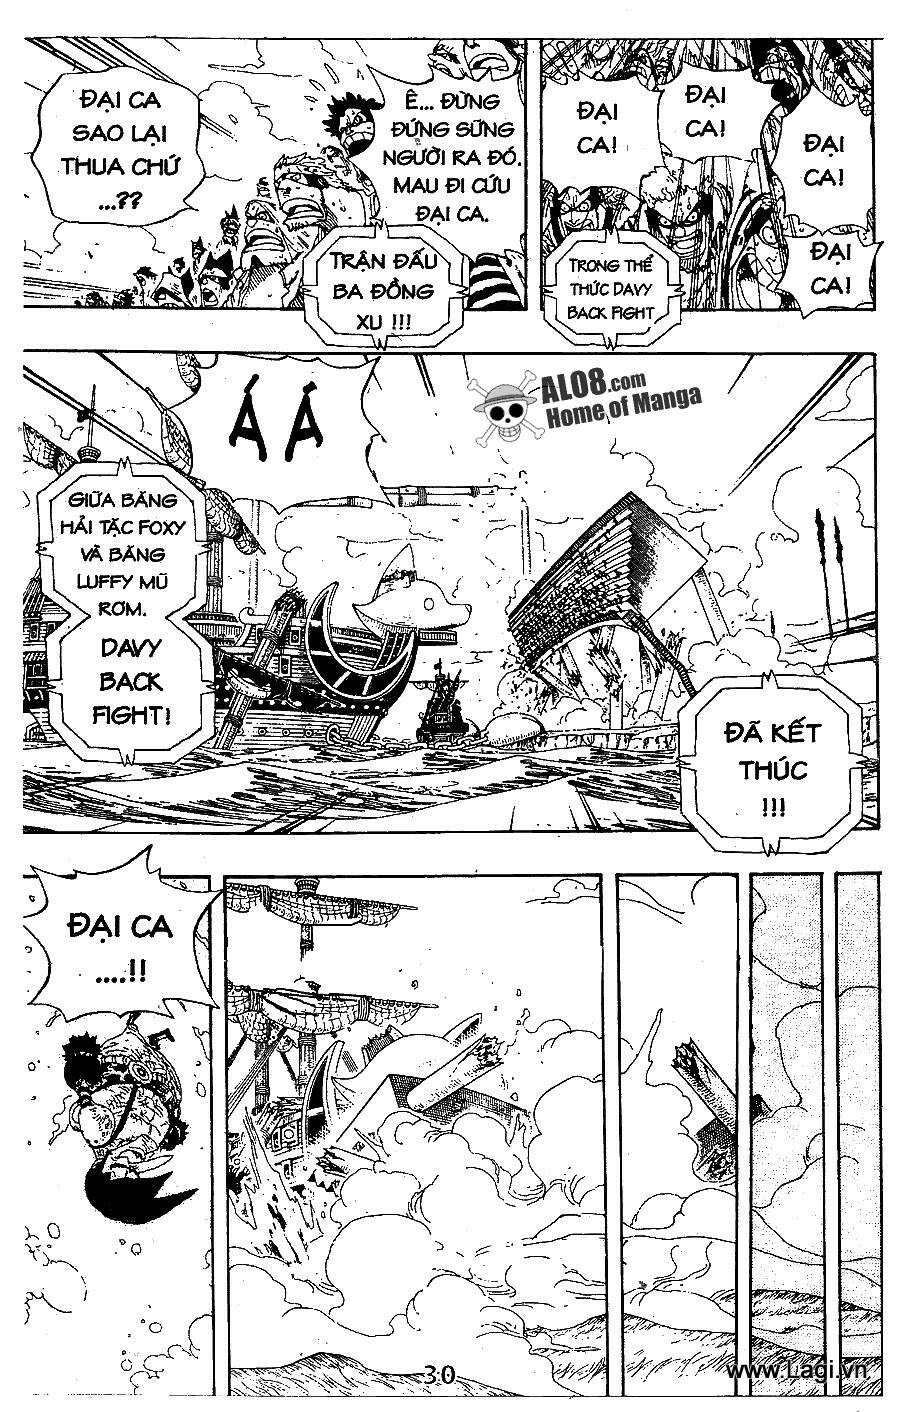 ĐẠI CA
SAO LẠI
THUA CHỨ
...??
Ê... ĐỪNG
ĐỨNG SỮNG
NGƯỜI RA ĐÓ.
MAU ĐI CỨU
ĐẠI CA.
TRẬN ĐẤU
BA ĐỒNG
XU !!!
ĐẠI
CA!
ĐẠI
CA!
ĐẠI
CA!
ĐẠI
CA!
TRONG THỂ
THỨC DAVY
BACK FIGHT
Á Á
AL08.com
Home of Manga
GIỮA BĂNG
HẢI TẶC FOXY
VÀ BĂNG
LUFFY MŨ
RƠM.
DAVY
BACK
FIGHT!
ĐÃ KẾT
THÚC
!!!
ĐẠI CA
....!!
30
www.Lagi.vn